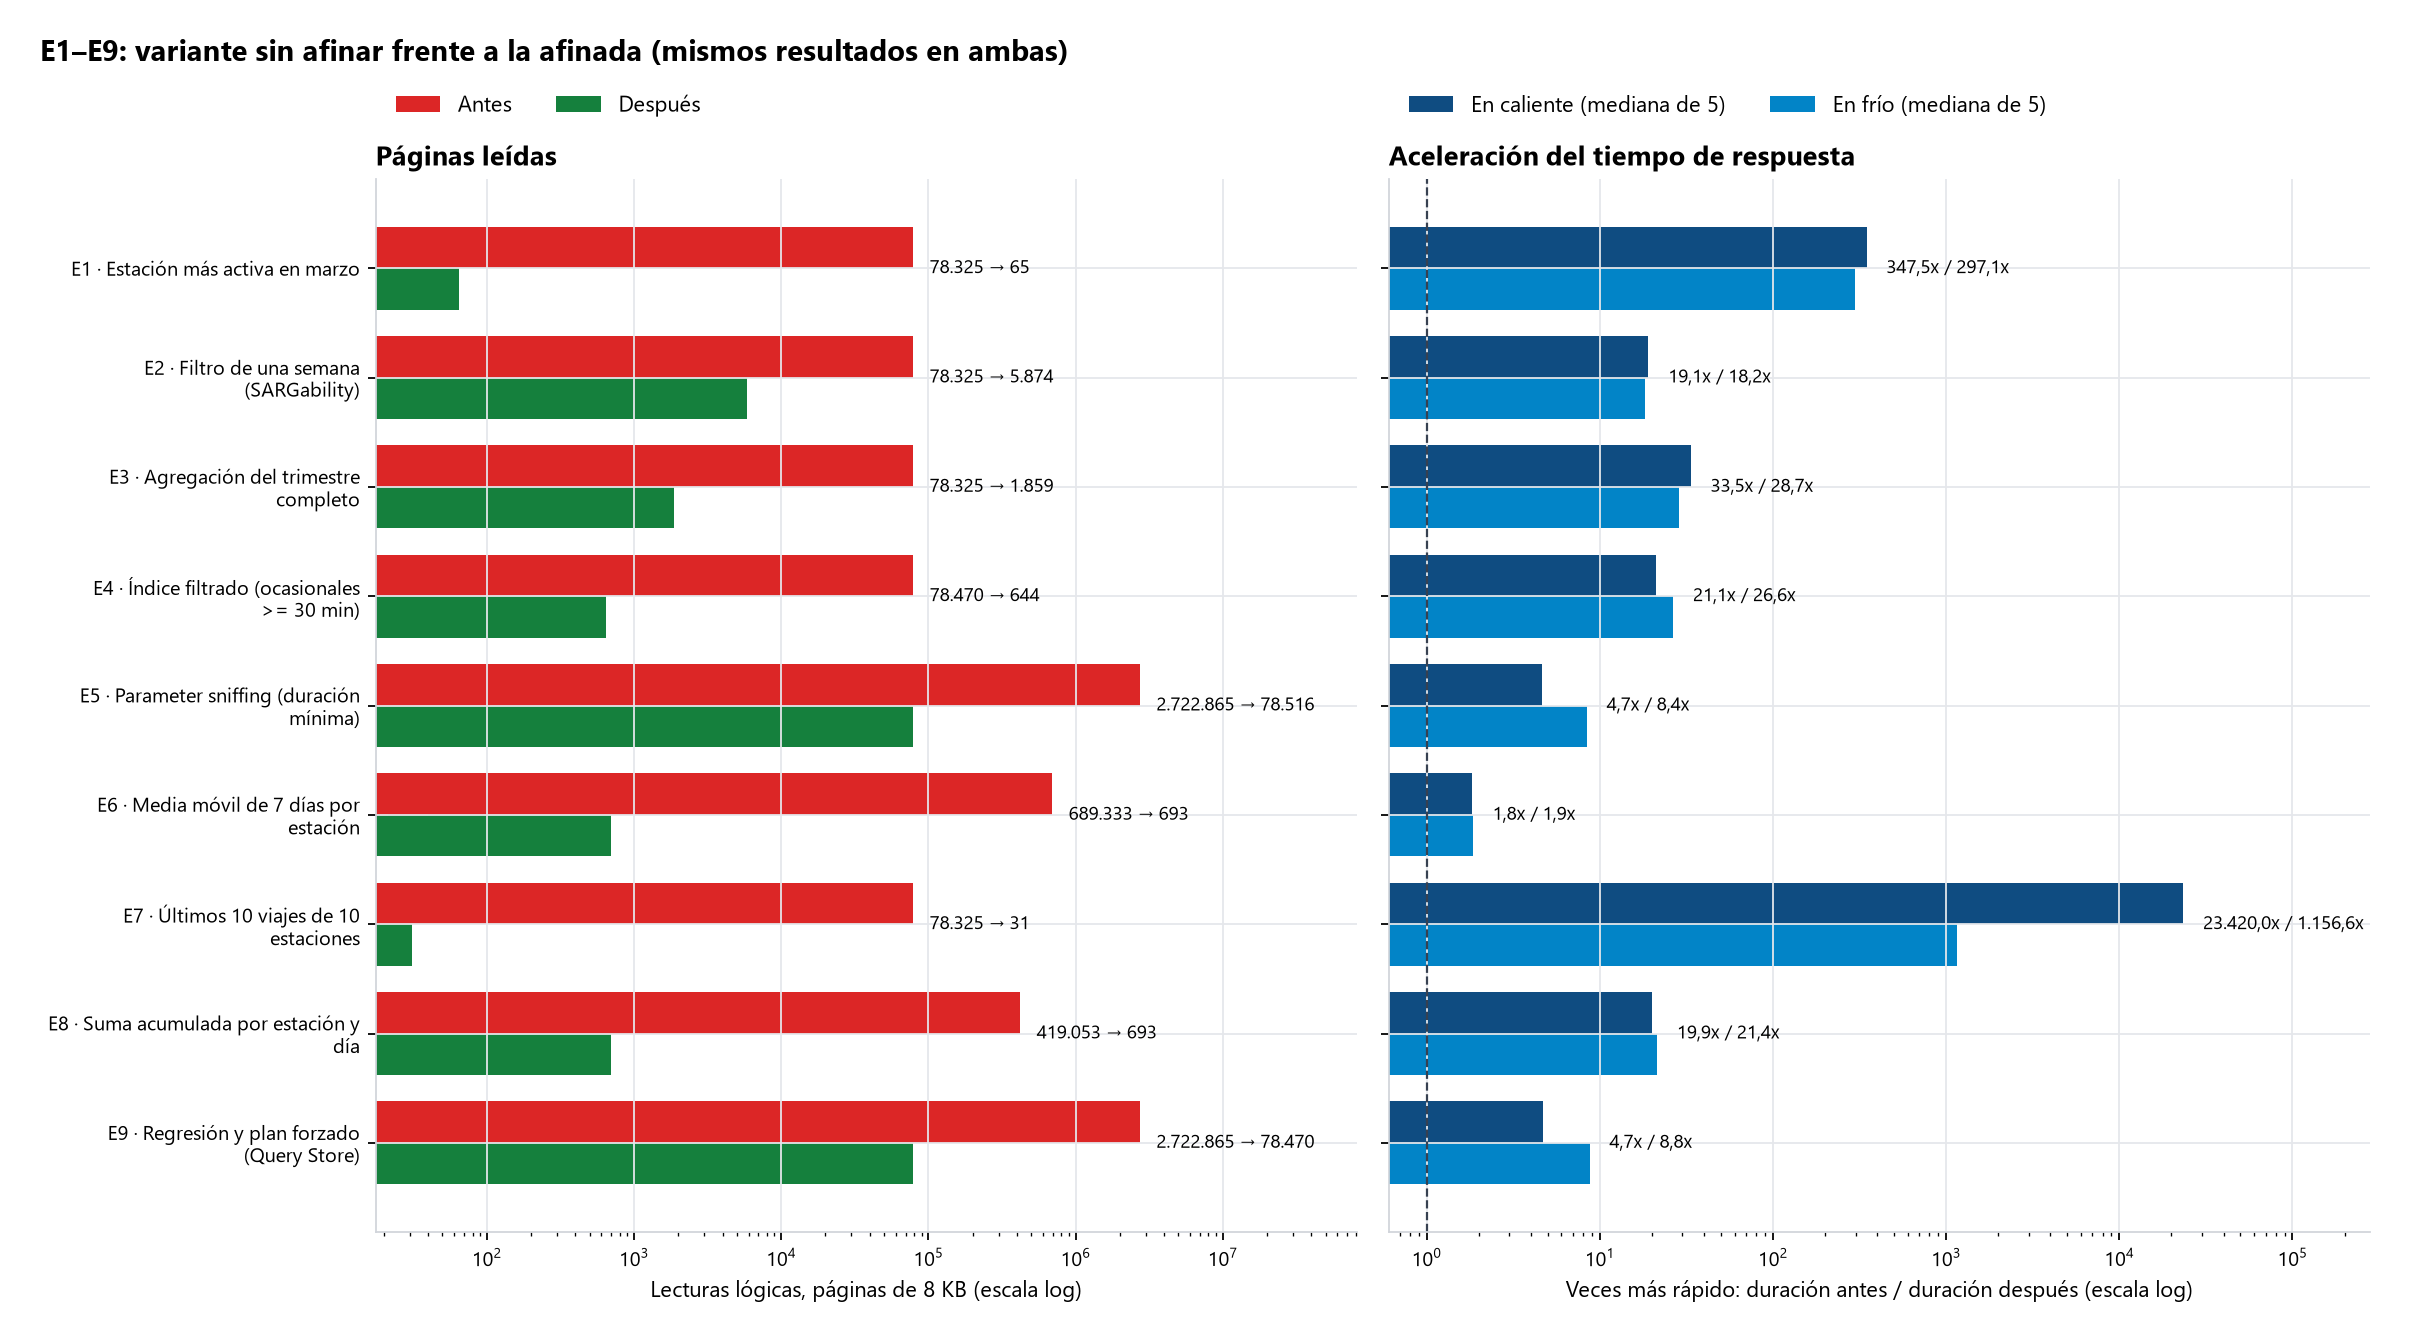 E1–E9: variante sin afinar frente a la afinada (mismos resultados en ambas)
Antes
Después
Páginas leídas
E1 · Estación más activa en marzo
78.325 → 65
E2 · Filtro de una semana
(SARGability)
78.325 → 5.874
E3 · Agregación del trimestre
completo
78.325 → 1.859
E4 · Índice filtrado (ocasionales
>= 30 min)
78.470 → 644
E5 · Parameter sniffing (duración
mínima)
2.722.865 → 78.516
E6 · Media móvil de 7 días por
estación
689.333 → 693
E7 · Últimos 10 viajes de 10
estaciones
78.325 → 31
E8 · Suma acumulada por estación y
día
419.053 → 693
E9 · Regresión y plan forzado
(Query Store)
2.722.865 → 78.470
10² 10³ 10⁴ 10⁵ 10⁶ 10⁷
Lecturas lógicas, páginas de 8 KB (escala log)
En caliente (mediana de 5)
En frío (mediana de 5)
Aceleración del tiempo de respuesta
347,5x / 297,1x
19,1x / 18,2x
33,5x / 28,7x
21,1x / 26,6x
4,7x / 8,4x
1,8x / 1,9x
23.420,0x / 1.156,6x
19,9x / 21,4x
4,7x / 8,8x
10⁰ 10¹ 10² 10³ 10⁴ 10⁵
Veces más rápido: duración antes / duración después (escala log)